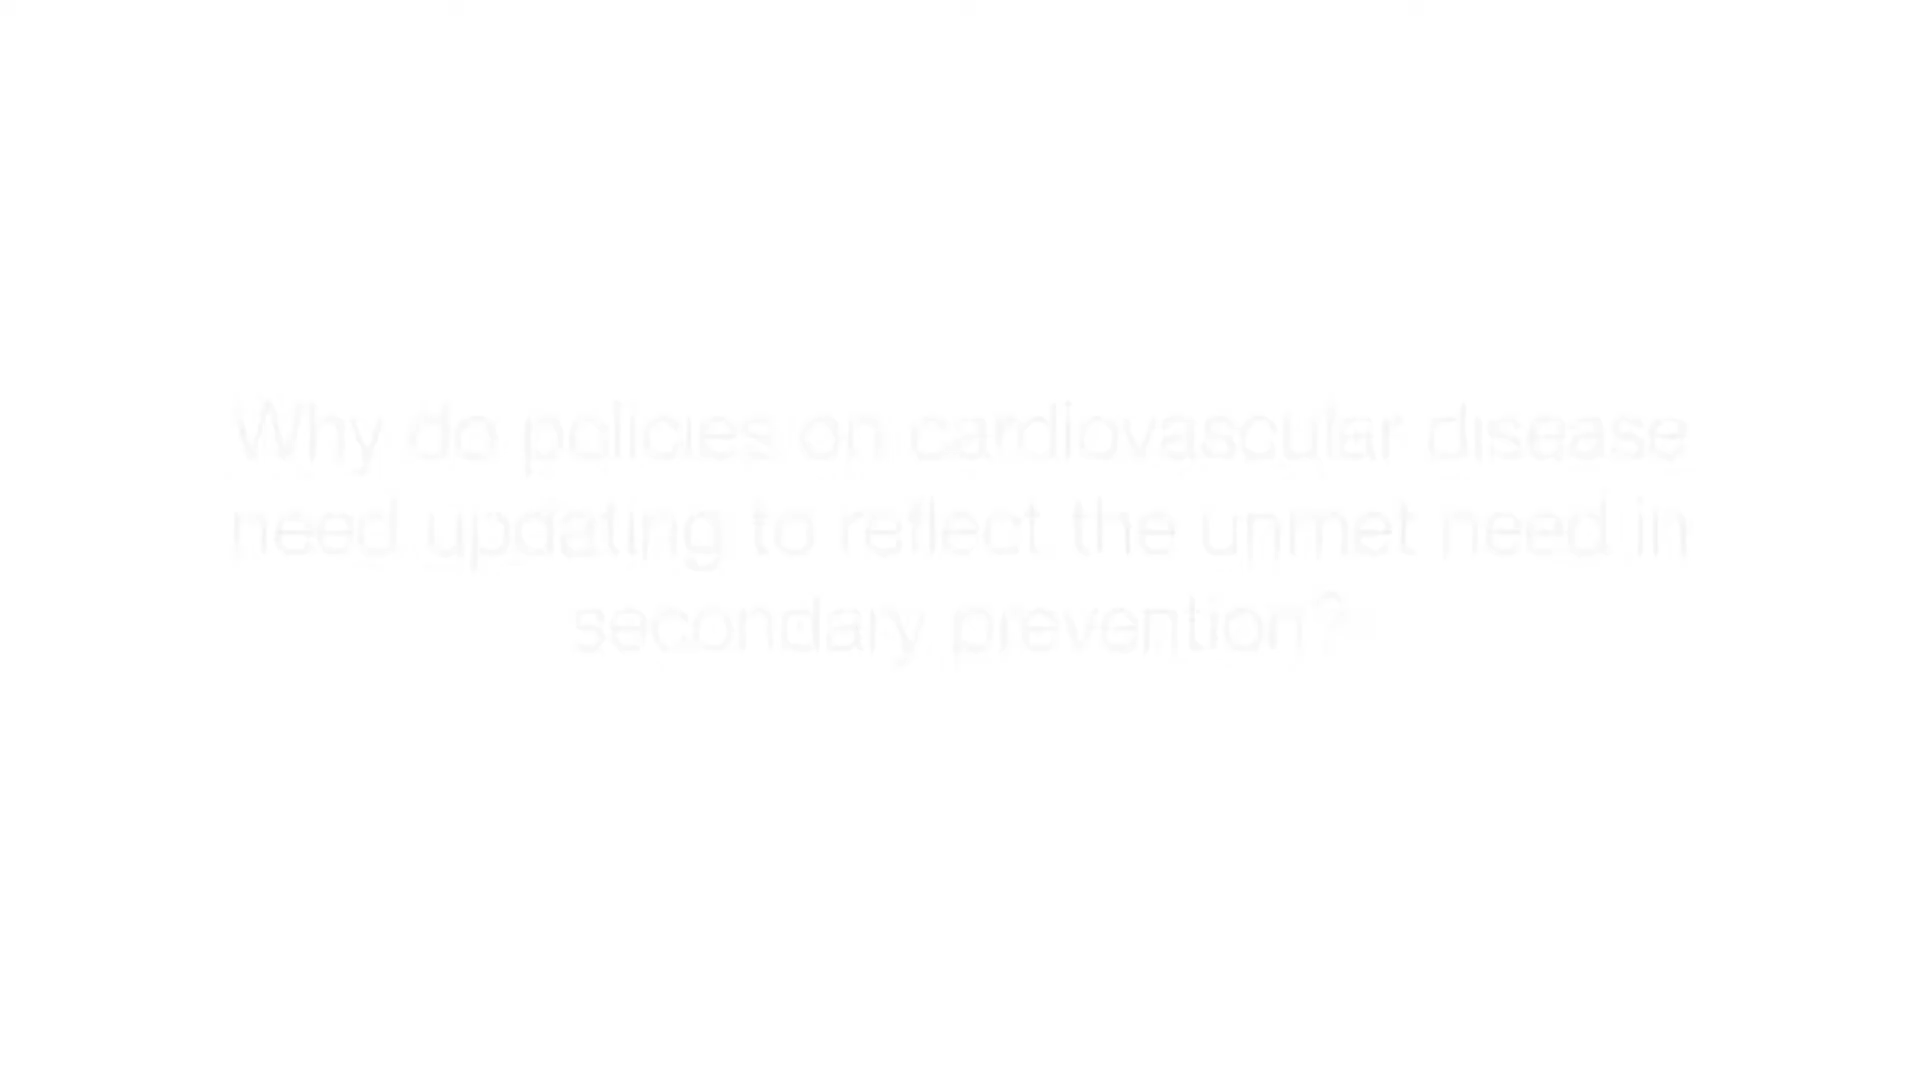 Why do policies on cardiovascular disease
need updating to reflect the unmet need in
secondary prevention?